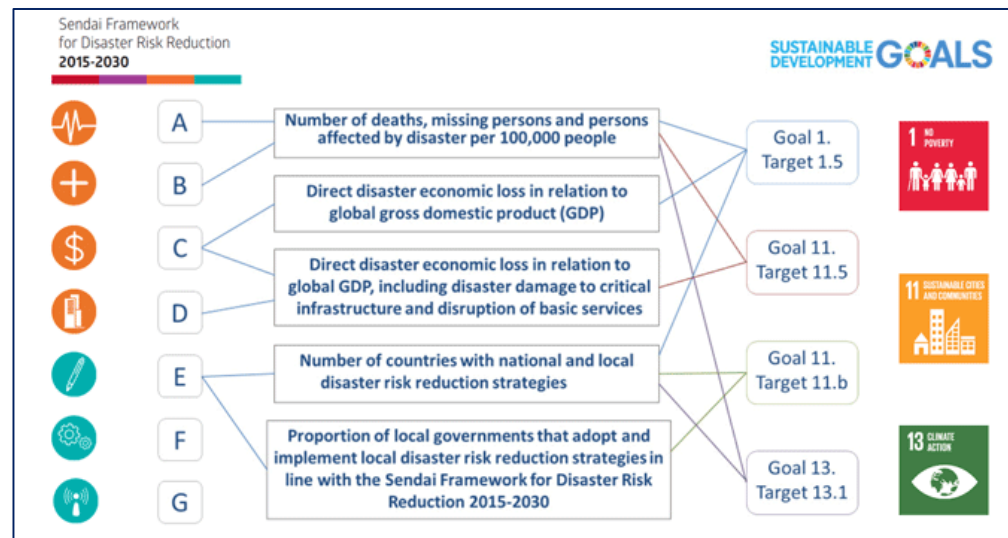 Sendai Framework
for Disaster Risk Reduction
2015-2030
SUSTAINABLE
DEVELOPMENT
GOALS
A
B
C
D
E
F
G
$
Number of deaths, missing persons and persons
affected by disaster per 100,000 people
Direct disaster economic loss in relation to
global gross domestic product (GDP)
Direct disaster economic loss in relation to
global GDP, including disaster damage to critical
infrastructure and disruption of basic services
Number of countries with national and local
disaster risk reduction strategies
Proportion of local governments that adopt and
implement local disaster risk reduction strategies in
line with the Sendai Framework for Disaster Risk
Reduction 2015-2030
Goal 1.
Target 1.5
Goal 11.
Target 11.5
Goal 11.
Target 11.b
Goal 13.
Target 13.1
1 NO
POVERTY
11 SUSTAINABLE CITIES
AND COMMUNITIES
13 CLIMATE
ACTION